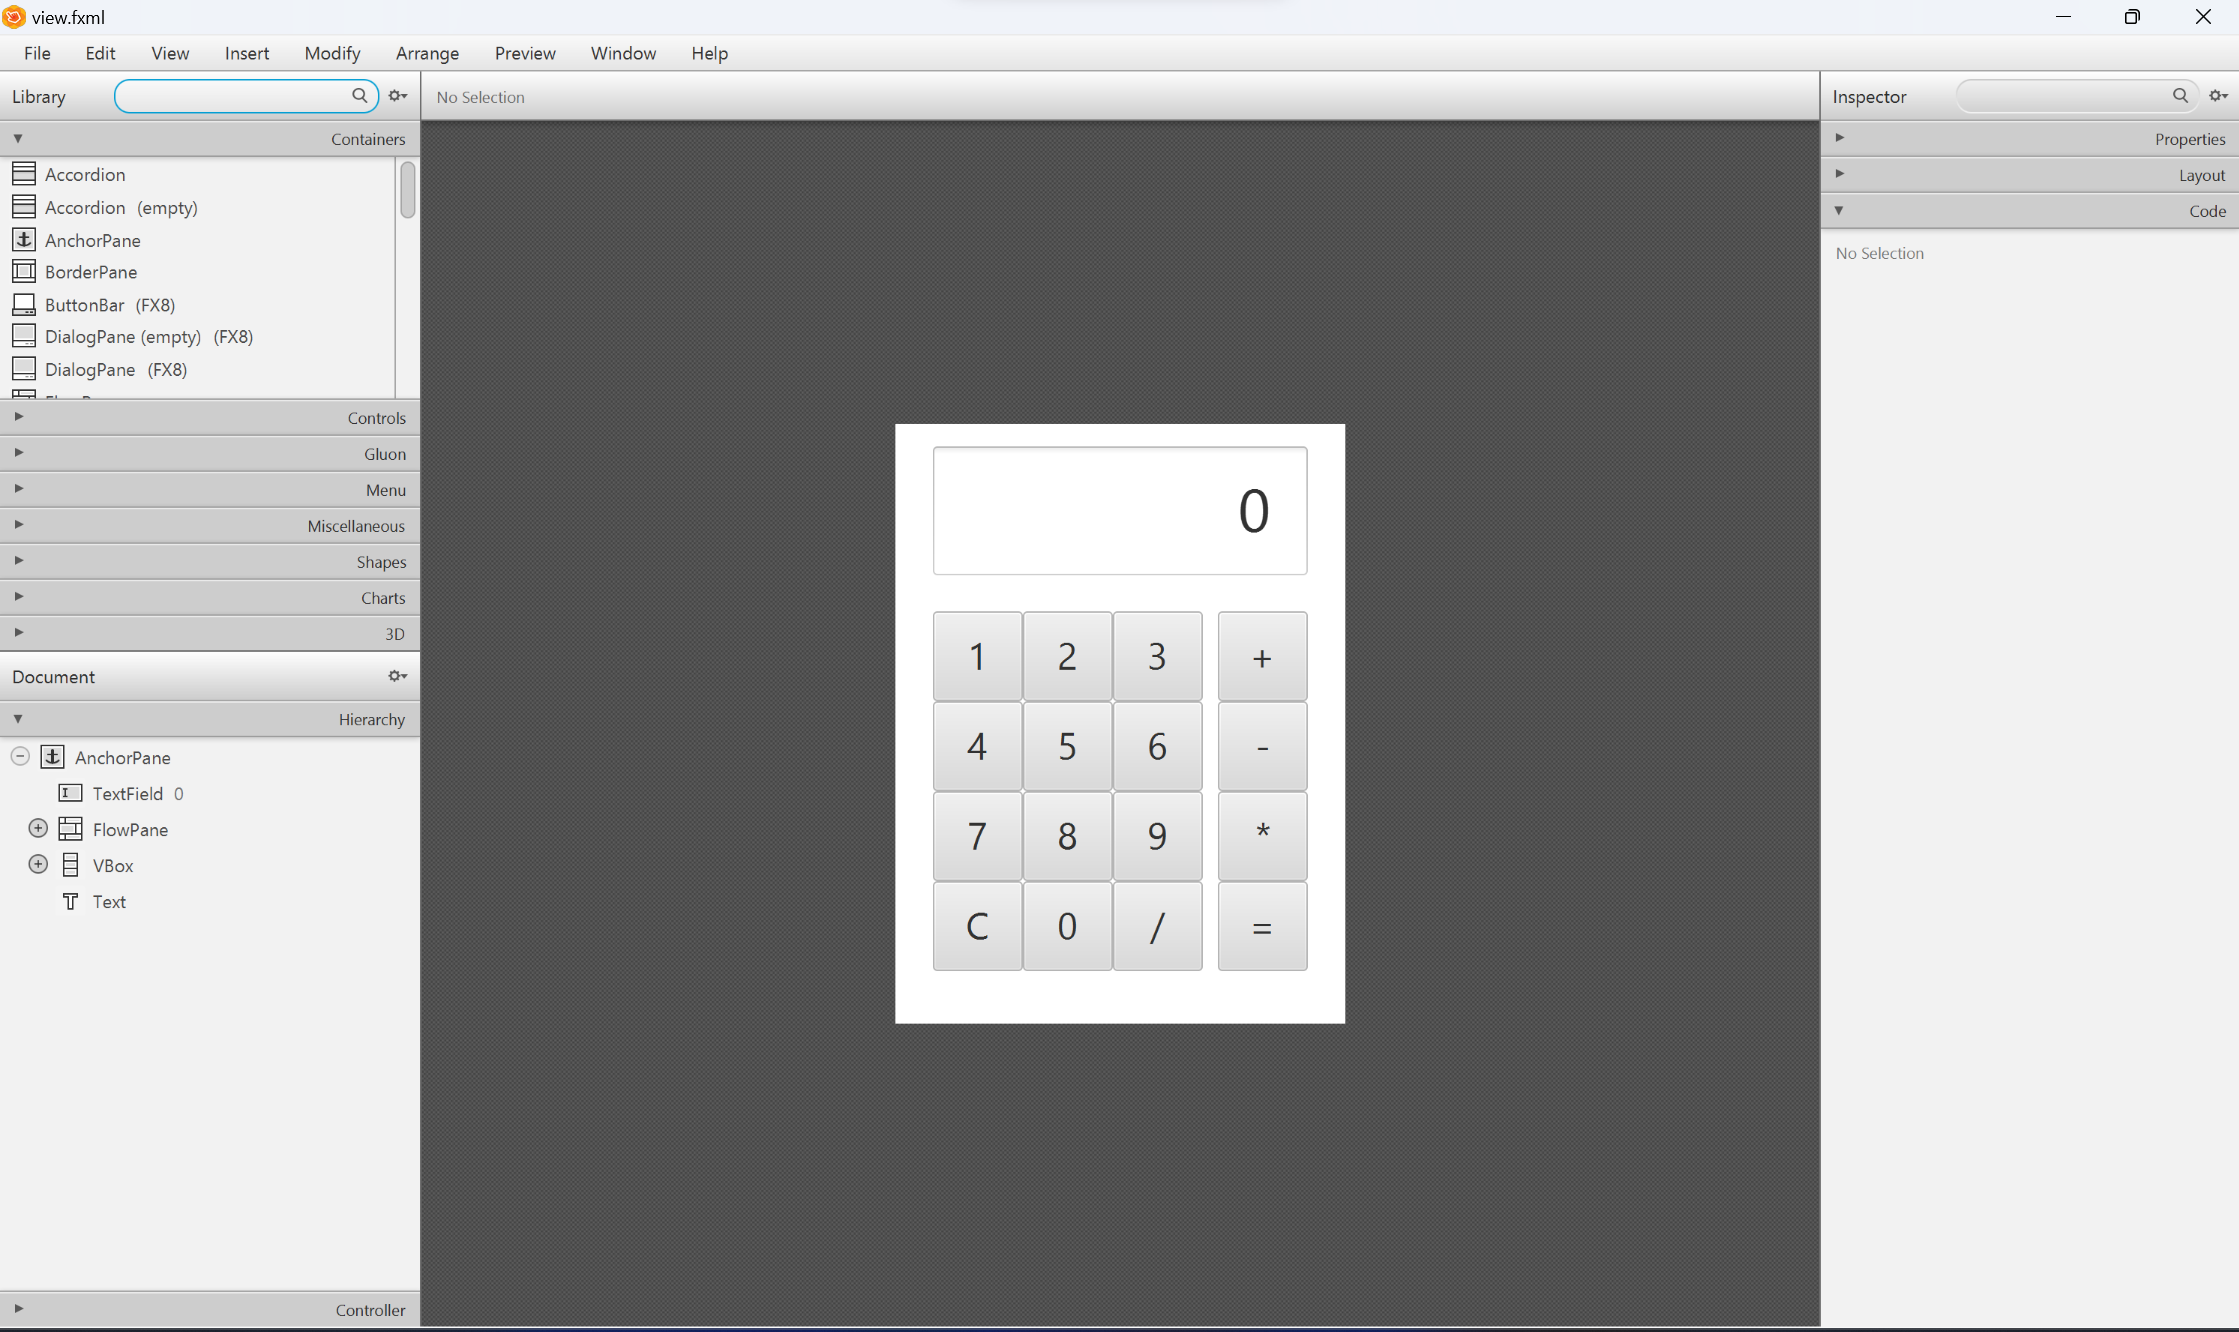 view.fxml
File Edit View Insert Modify Arrange Preview Window Help
Library
No Selection
Inspector
Containers
Accordion
Accordion (empty)
AnchorPane
BorderPane
ButtonBar (FX8)
DialogPane (empty) (FX8)
DialogPane (FX8)
Controls
Gluon
Menu
Miscellaneous
Shapes
Charts
3D
Document
Hierarchy
AnchorPane
TextField 0
FlowPane
VBox
Text
Controller
0
1 2 3 +
4 5 6 -
7 8 9 *
C 0 / =
Properties
Layout
Code
No Selection